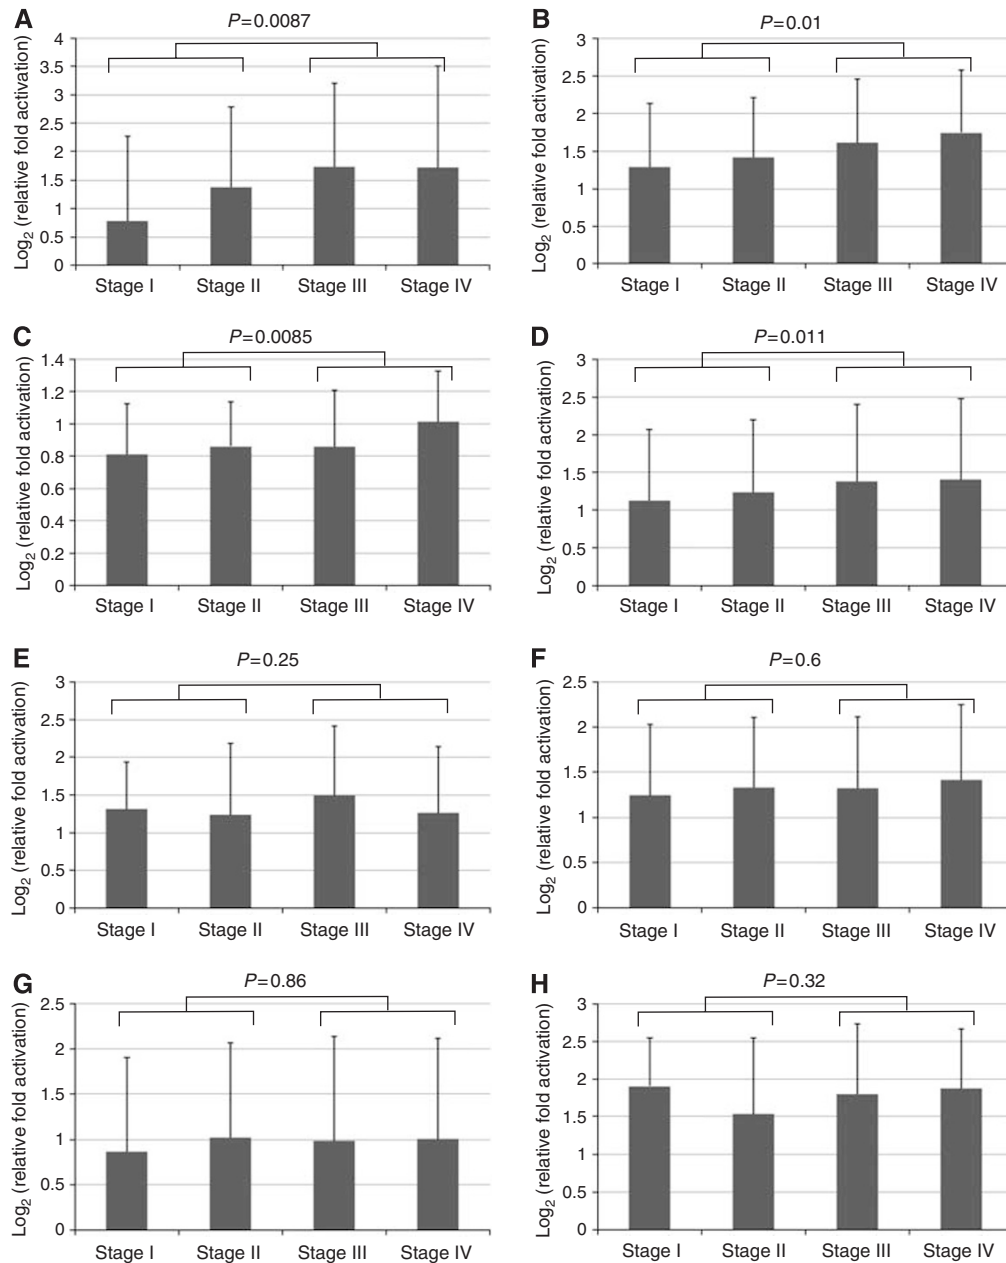 A
P=0.0087
Log2 (relative fold activation)
4
3.5
3
2.5
2
1.5
1
0.5
0
Stage I Stage II Stage III Stage IV
B
P=0.01
Log2 (relative fold activation)
3
2.5
2
1.5
1
0.5
0
Stage I Stage II Stage III Stage IV
C
P=0.0085
Log2 (relative fold activation)
1.4
1.2
1
0.8
0.6
0.4
0.2
0
Stage I Stage II Stage III Stage IV
D
P=0.011
Log2 (relative fold activation)
3
2.5
2
1.5
1
0.5
0
Stage I Stage II Stage III Stage IV
E
P=0.25
Log2 (relative fold activation)
3
2.5
2
1.5
1
0.5
0
Stage I Stage II Stage III Stage IV
F
P=0.6
Log2 (relative fold activation)
2.5
2
1.5
1
0.5
0
Stage I Stage II Stage III Stage IV
G
P=0.86
Log2 (relative fold activation)
2.5
2
1.5
1
0.5
0
Stage I Stage II Stage III Stage IV
H
P=0.32
Log2 (relative fold activation)
3
2.5
2
1.5
1
0.5
0
Stage I Stage II Stage III Stage IV